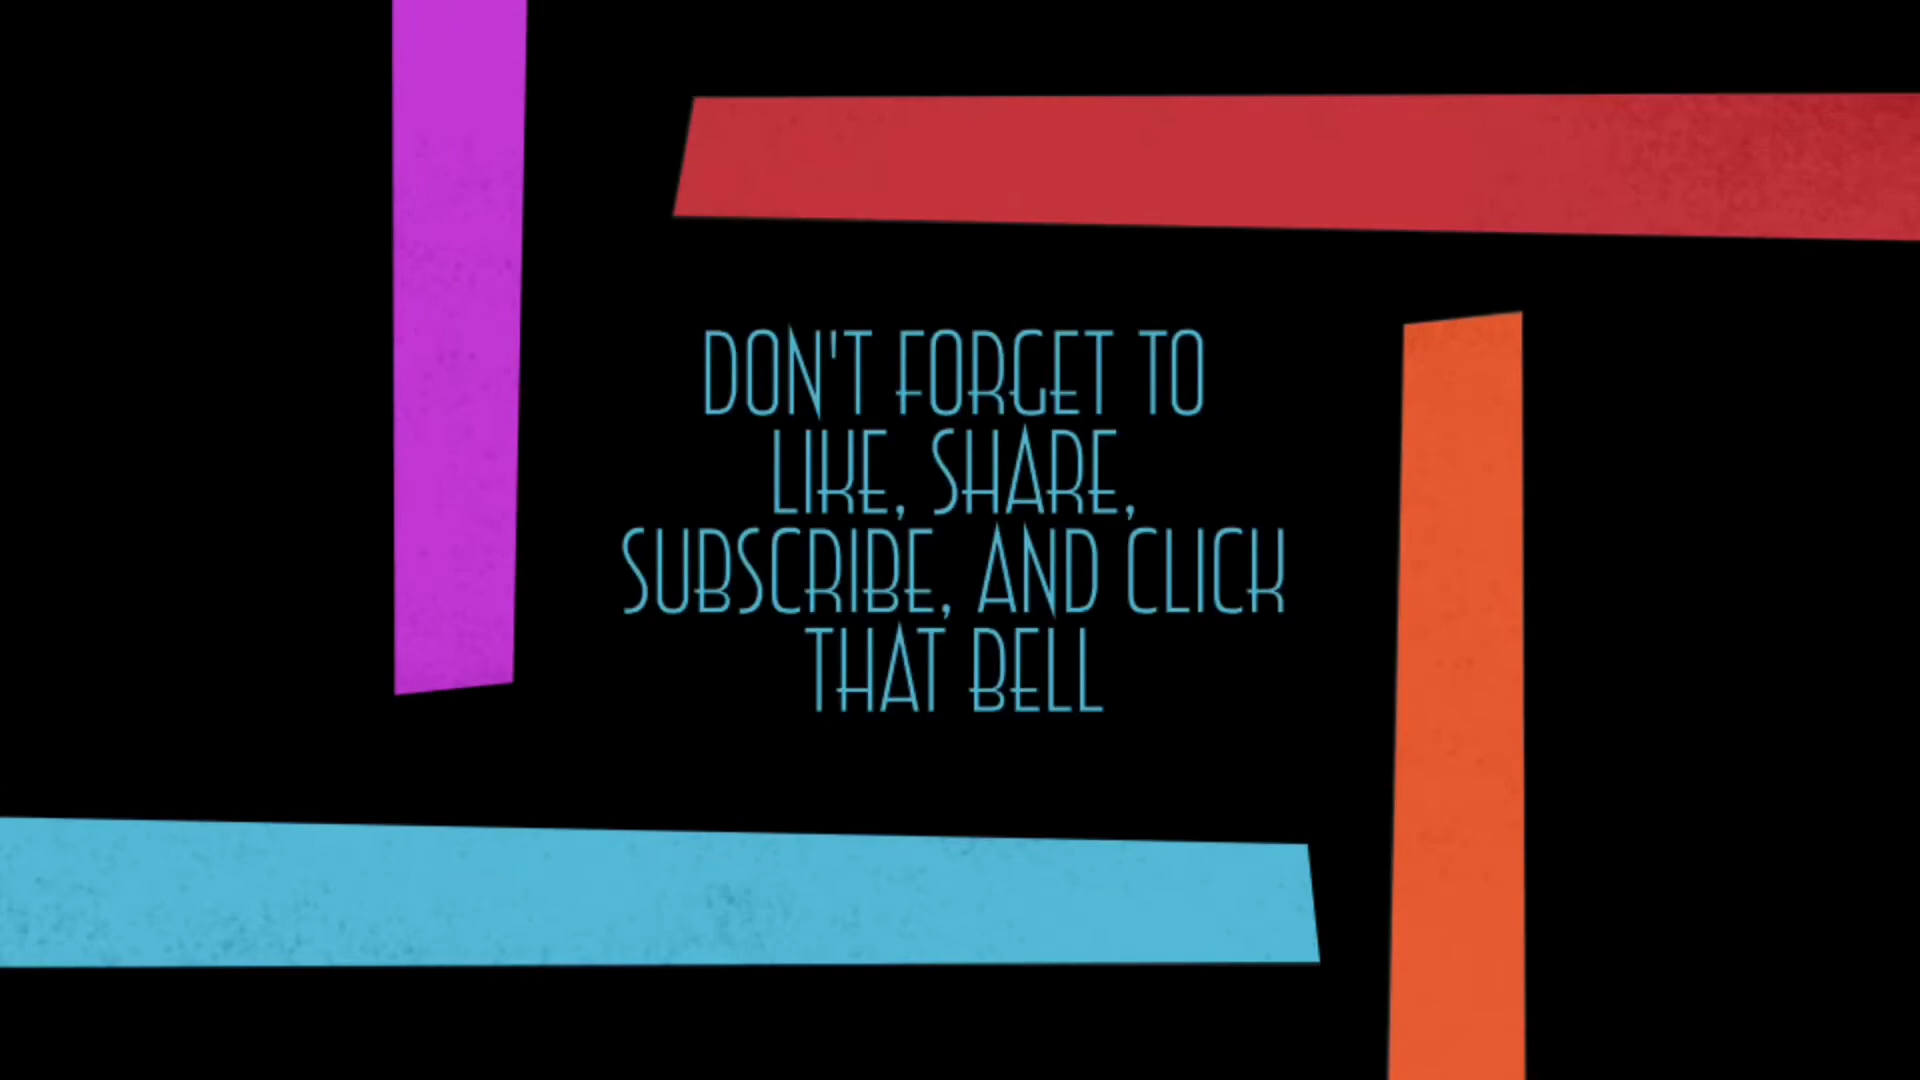 DON'T FORGET TO
LIKE, SHARE,
SUBSCRIBE, AND CLICK
THAT BELL